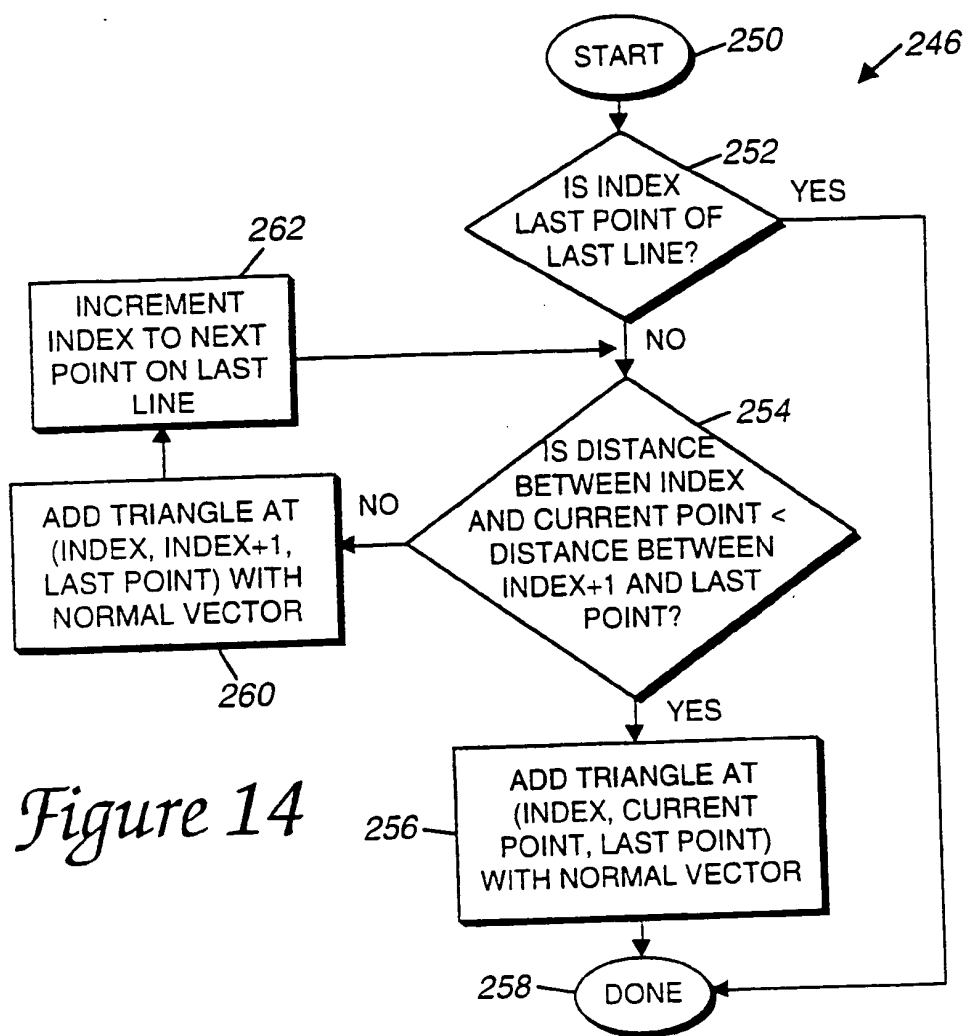 START
250
246
252
IS INDEX
LAST POINT OF
LAST LINE?
YES
262
INCREMENT
INDEX TO NEXT
POINT ON LAST
LINE
NO
254
IS DISTANCE
BETWEEN INDEX
AND CURRENT POINT <
DISTANCE BETWEEN
INDEX+1 AND LAST
POINT?
NO
ADD TRIANGLE AT
(INDEX, INDEX+1,
LAST POINT) WITH
NORMAL VECTOR
260
YES
ADD TRIANGLE AT
(INDEX, CURRENT
POINT, LAST POINT)
WITH NORMAL VECTOR
256
Figure 14
258
DONE